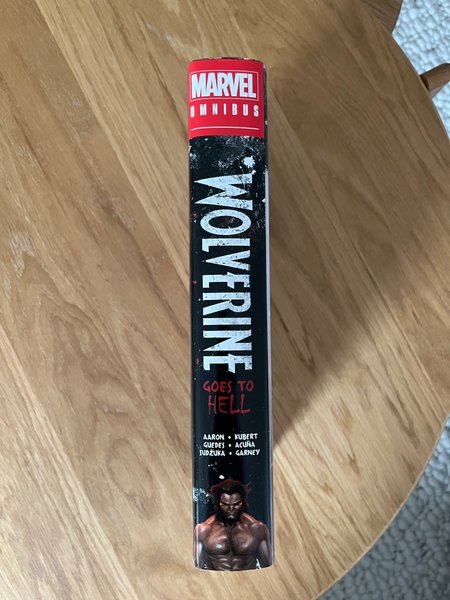 MARVEL
OMNIBUS
WOLVERINE
GOES TO
HELL
AARON • KUBERT
GUEDES • ACUÑA
SUDŽUKA • GARNEY